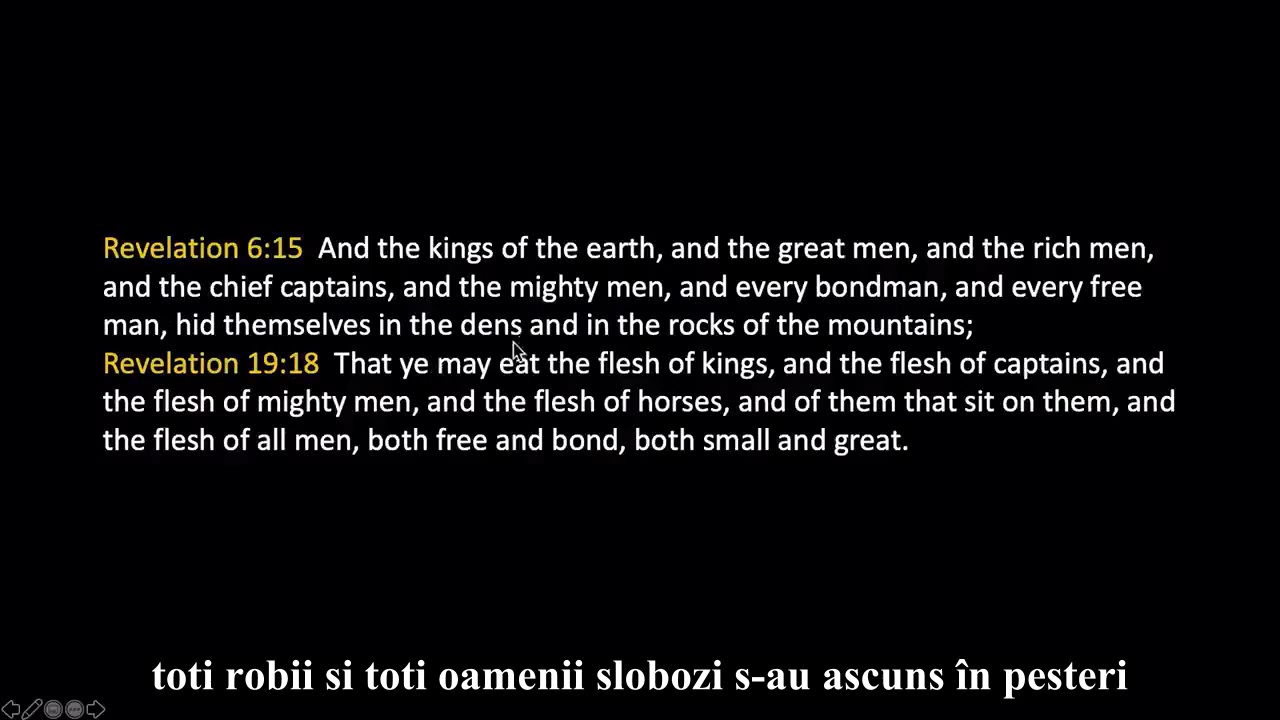 Revelation 6:15  And the kings of the earth, and the great men, and the rich men,
and the chief captains, and the mighty men, and every bondman, and every free
man, hid themselves in the dens and in the rocks of the mountains;
Revelation 19:18  That ye may eat the flesh of kings, and the flesh of captains, and
the flesh of mighty men, and the flesh of horses, and of them that sit on them, and
the flesh of all men, both free and bond, both small and great.
toti robii si toti oamenii slobozi s-au ascuns în pesteri